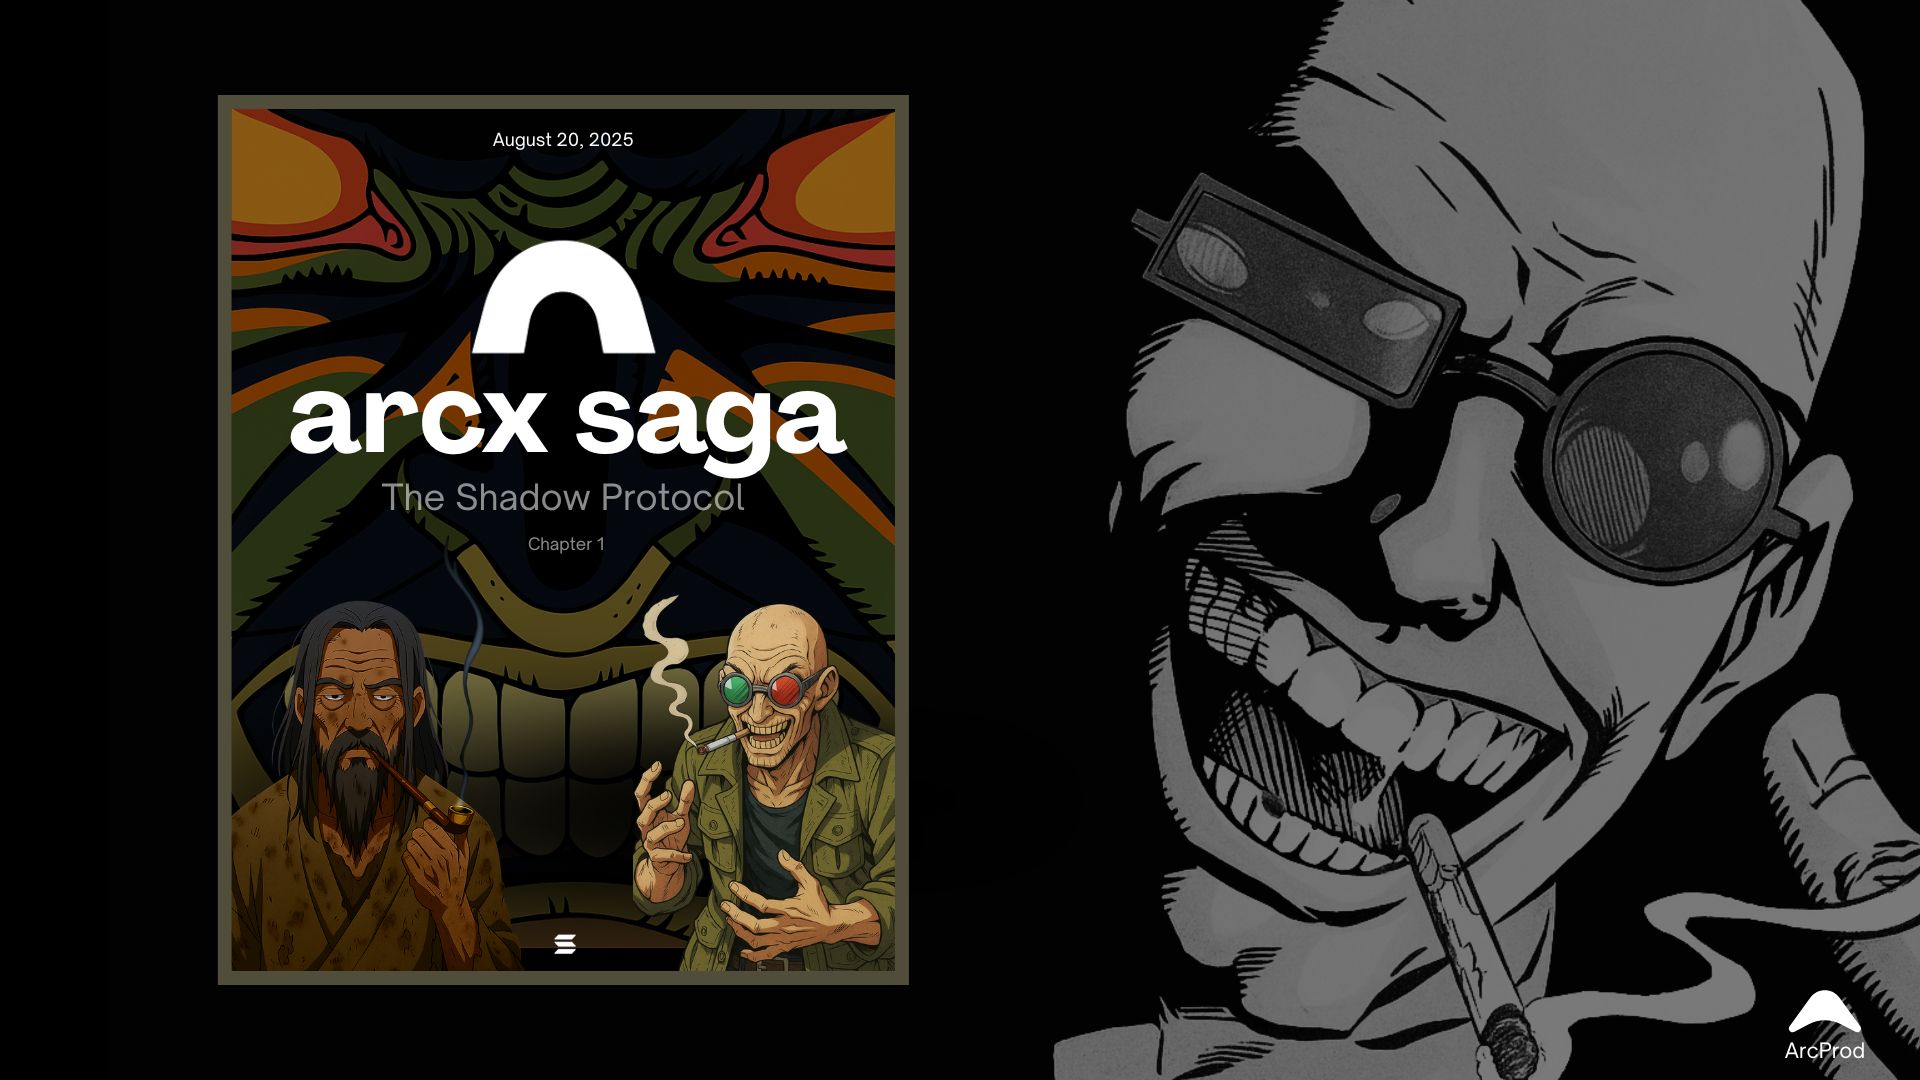 August 20, 2025
arcx saga
The Shadow Protocol
Chapter 1
ArcProd